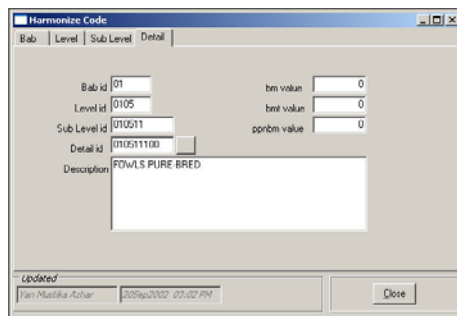 Harmonize Code
Bab Level Sub Level Detail
Bab id 01 bm value 0
Level id 0105 bmt value 0
Sub Level id 010511 ppnbm value 0
Detail id 010511100
Description FOWLS PURE-BRED
Updated
Yan Mustika Azhar 20Sep2002 03:02 PM
Close